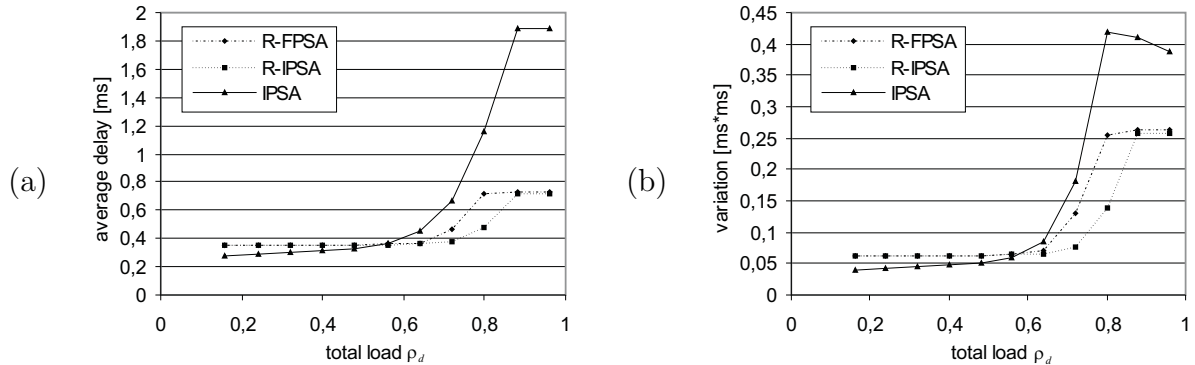 (a)
average delay [ms]
2
1,8
1,6
1,4
1,2
1
0,8
0,6
0,4
0,2
0
R-FPSA
R-IPSA
IPSA
0 0,2 0,4 0,6 0,8 1
total load ρd
(b)
variation [ms*ms]
0,45
0,4
0,35
0,3
0,25
0,2
0,15
0,1
0,05
0
R-FPSA
R-IPSA
IPSA
0 0,2 0,4 0,6 0,8 1
total load ρd